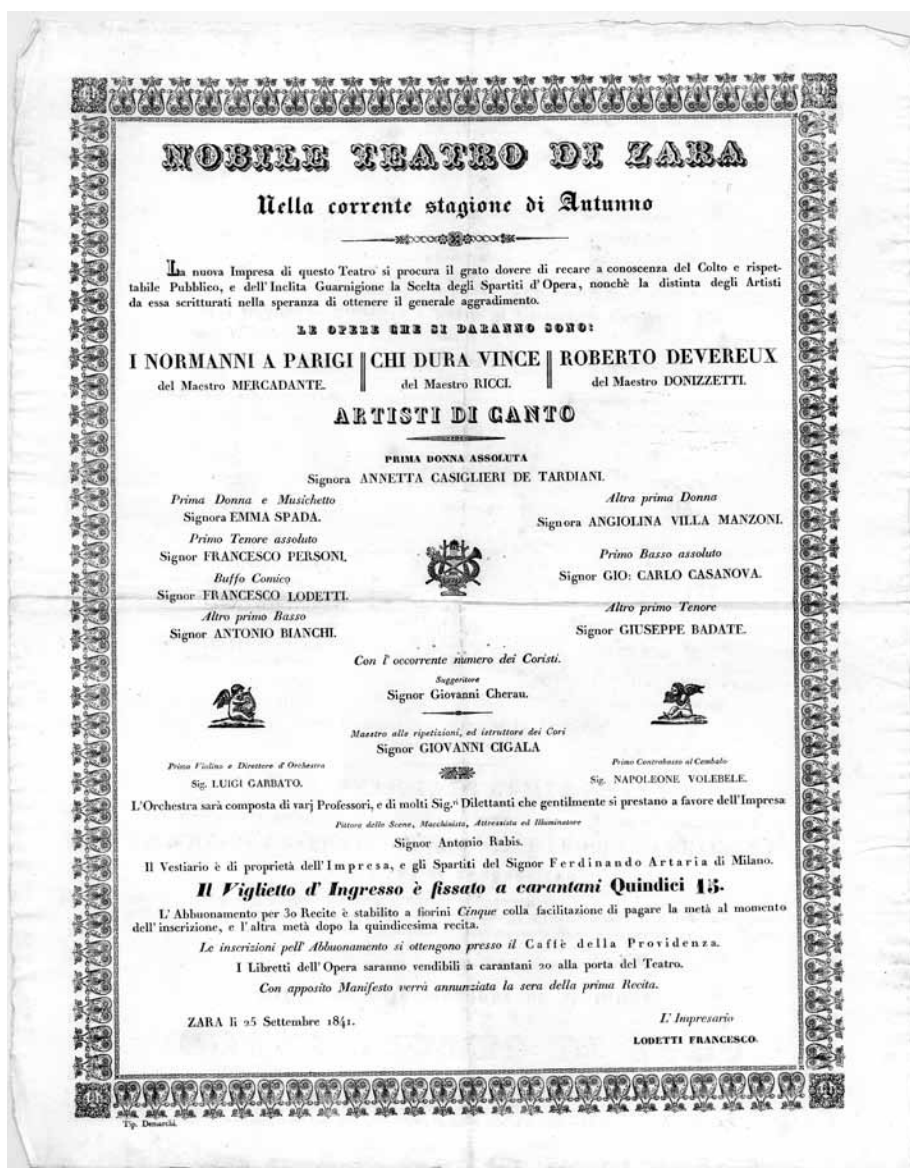 NOBILE TEATRO DI ZARA
Nella corrente stagione di Autunno
La nuova Impresa di questo Teatro si procura il grato dovere di recare a conoscenza del Colto e rispet-
tabile Pubblico, e dell'Inclita Guarnigione la Scelta degli Spartiti d'Opera, nonchè la distinta degli Artisti
da essa scritturati nella speranza di ottenere il generale aggradimento.
LE OPERE CHE SI DARANNO SONO:
I NORMANNI A PARIGI
del Maestro MERCADANTE.
CHI DURA VINCE
del Maestro RICCI.
ROBERTO DEVEREUX
del Maestro DONIZZETTI.
ARTISTI DI CANTO
PRIMA DONNA ASSOLUTA
Signora ANNETTA CASIGLIERI DE TARDIANI.
Prima Donna e Musichetto
Signora EMMA SPADA.
Primo Tenore assoluto
Signor FRANCESCO PERSONI.
Buffo Comico
Signor FRANCESCO LODETTI.
Altro primo Basso
Signor ANTONIO BIANCHI.
Altra prima Donna
Signora ANGIOLINA VILLA MANZONI.
Primo Basso assoluto
Signor GIO: CARLO CASANOVA.
Altro primo Tenore
Signor GIUSEPPE BADATE.
Con l'occorrente numero dei Coristi.
Suggeritore
Signor Giovanni Cherau.
Maestro alle ripetizioni, ed istruttore dei Cori
Signor GIOVANNI CIGALA
Primo Violino e Direttore d'Orchestra
Sig. LUIGI GARBATO.
Primo Contrabasso al Cembalo
Sig. NAPOLEONE VOLEBELE.
L'Orchestra sarà composta di varj Professori, e di molti Sig.ri Dilettanti che gentilmente si prestano a favore dell'Impresa
Pittore delle Scene, Macchinista, Attrezzista ed Illuminatore
Signor Antonio Rabis.
Il Vestiario è di proprietà dell'Impresa, e gli Spartiti del Signor Ferdinando Artaria di Milano.
Il Viglietto d'Ingresso è fissato a carantani Quindici 15.
L'Abbuonamento per 30 Recite è stabilito a fiorini Cinque colla facilitazione di pagare la metà al momento
dell'inscrizione, e l'altra metà dopo la quindicesima recita.
Le inscrizioni pell'Abbuonamento si ottengono presso il Caffè della Providenza.
I Libretti dell'Opera saranno vendibili a carantani 20 alla porta del Teatro.
Con apposito Manifesto verrà annunziata la sera della prima Recita.
ZARA li 25 Settembre 1841.
L'Impresario
LODETTI FRANCESCO.
Tip. Demarchi.